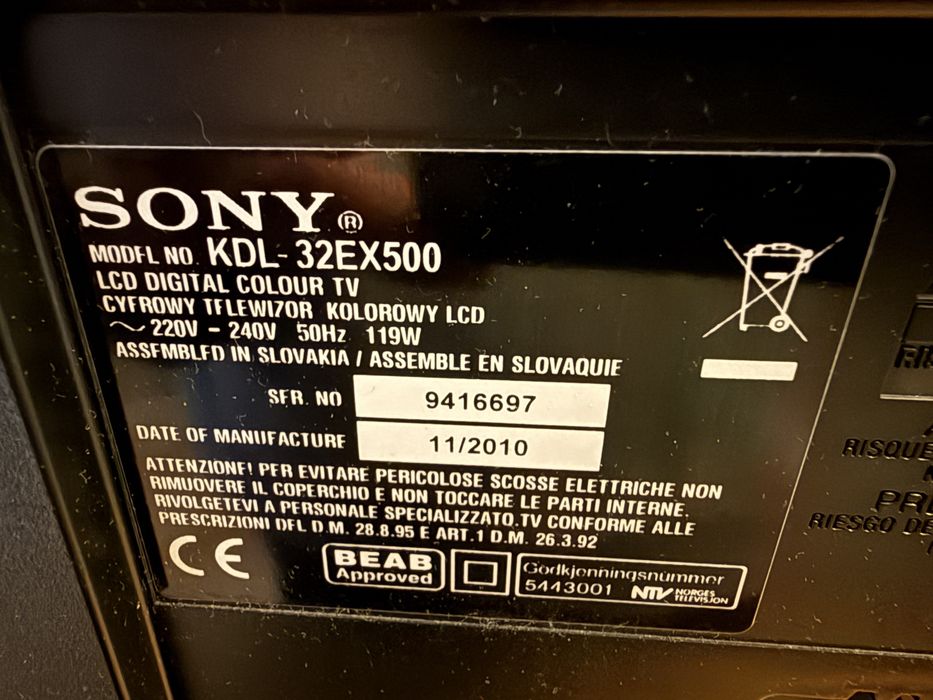 SONY®
MODEL NO. KDL-32EX500
LCD DIGITAL COLOUR TV
CYFROWY TELEWIZOR KOLOROWY LCD
~ 220V - 240V 50Hz 119W
ASSEMBLED IN SLOVAKIA / ASSEMBLE EN SLOVAQUIE
SER. NO 9416697
DATE OF MANUFACTURE 11/2010
ATTENZIONE! PER EVITARE PERICOLOSE SCOSSE ELETTRICHE NON
RIMUOVERE IL COPERCHIO E NON TOCCARE LE PARTI INTERNE.
RIVOLGETEVI A PERSONALE SPECIALIZZATO.TV CONFORME ALLE
PRESCRIZIONI DEL D.M. 28.8.95 E ART.1 D.M. 26.3.92
CE
BEAB
Approved
Godkjenningsnummer
5443001 NTV NORGES
TELEVISJON
RISQUE
RIESGO DE